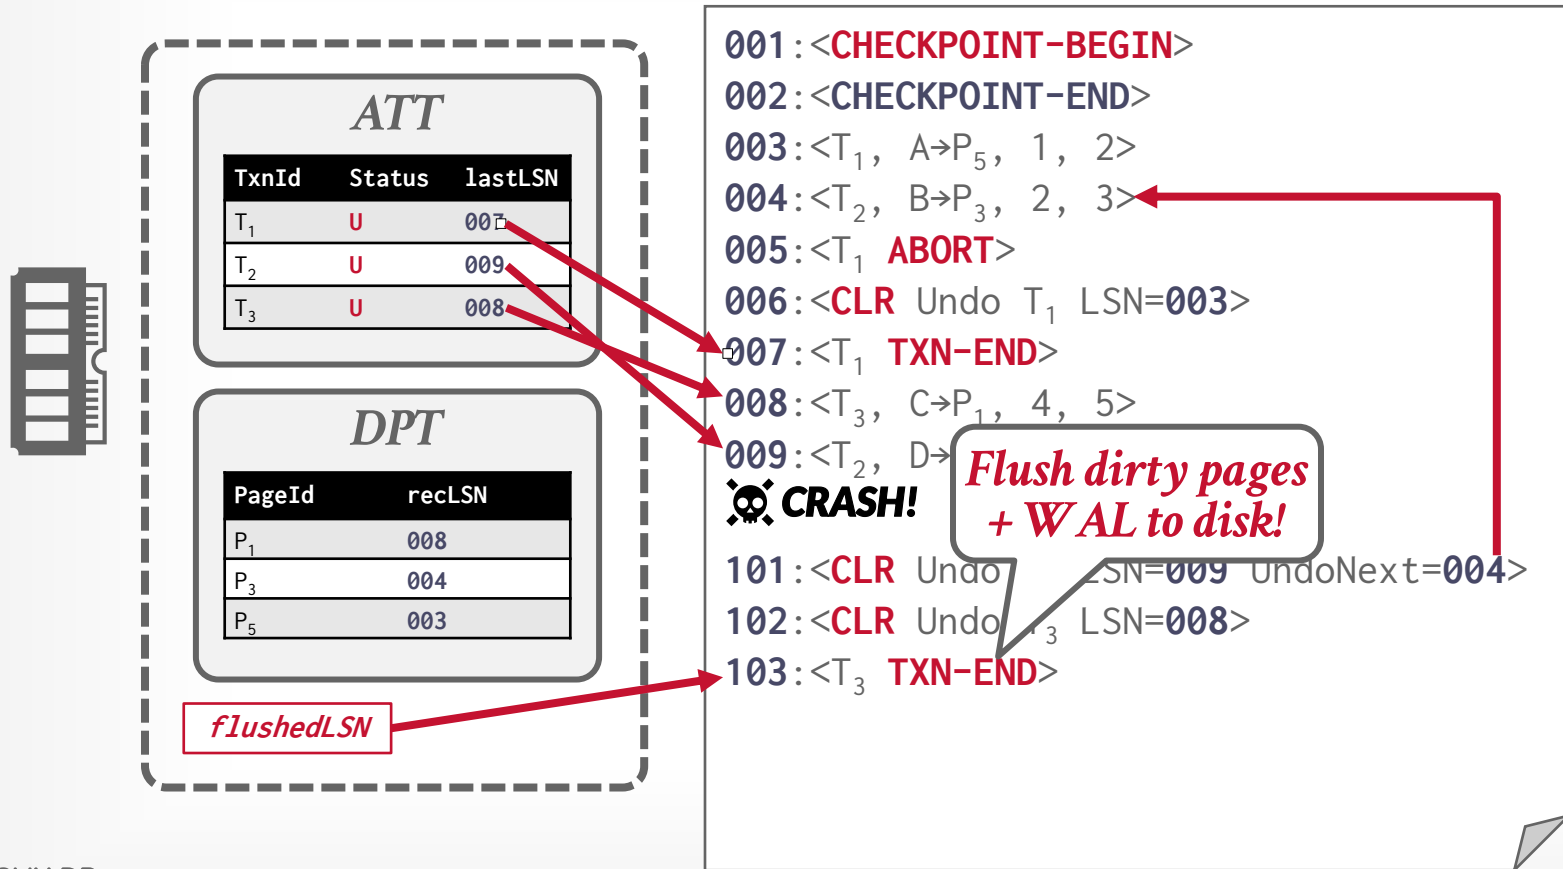 ATT
TxnId Status lastLSN
T1 U 007
T2 U 009
T3 U 008
DPT
PageId recLSN
P1 008
P3 004
P5 003
flushedLSN
001:<CHECKPOINT-BEGIN>
002:<CHECKPOINT-END>
003:<T1, A→P5, 1, 2>
004:<T2, B→P3, 2, 3>
005:<T1 ABORT>
006:<CLR Undo T1 LSN=003>
007:<T1 TXN-END>
008:<T3, C→P1, 4, 5>
009:<T2, D→
CRASH!
Flush dirty pages
+ WAL to disk!
101:<CLR Undo LSN=009 UndoNext=004>
102:<CLR Undo T3 LSN=008>
103:<T3 TXN-END>